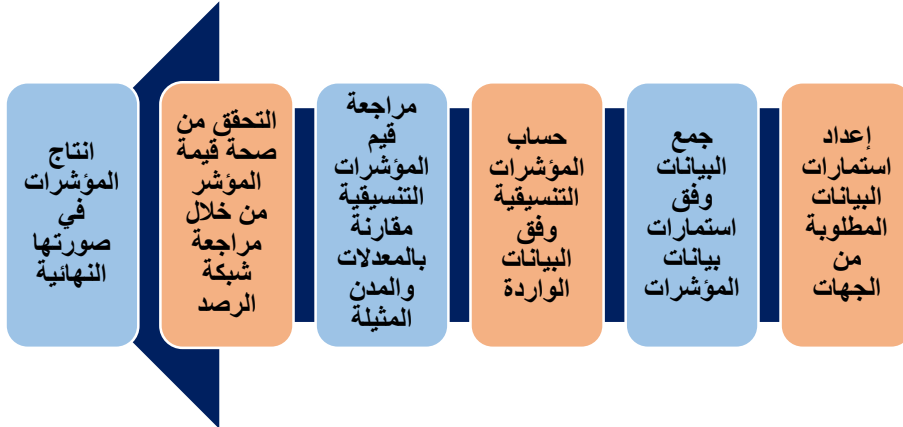 إعداد
استمارات
البيانات
المطلوبة
من
الجهات
جمع
البيانات
وفق
استمارات
بيانات
المؤشرات
حساب
المؤشرات
التنسيقية
وفق
البيانات
الواردة
مراجعة
قيم
المؤشرات
التنسيقية
مقارنة
بالمعدلات
والمدن
المثيلة
التحقق من
صحة قيمة
المؤشر
من خلال
مراجعة
شبكة
الرصد
انتاج
المؤشرات
في
صورتها
النهائية